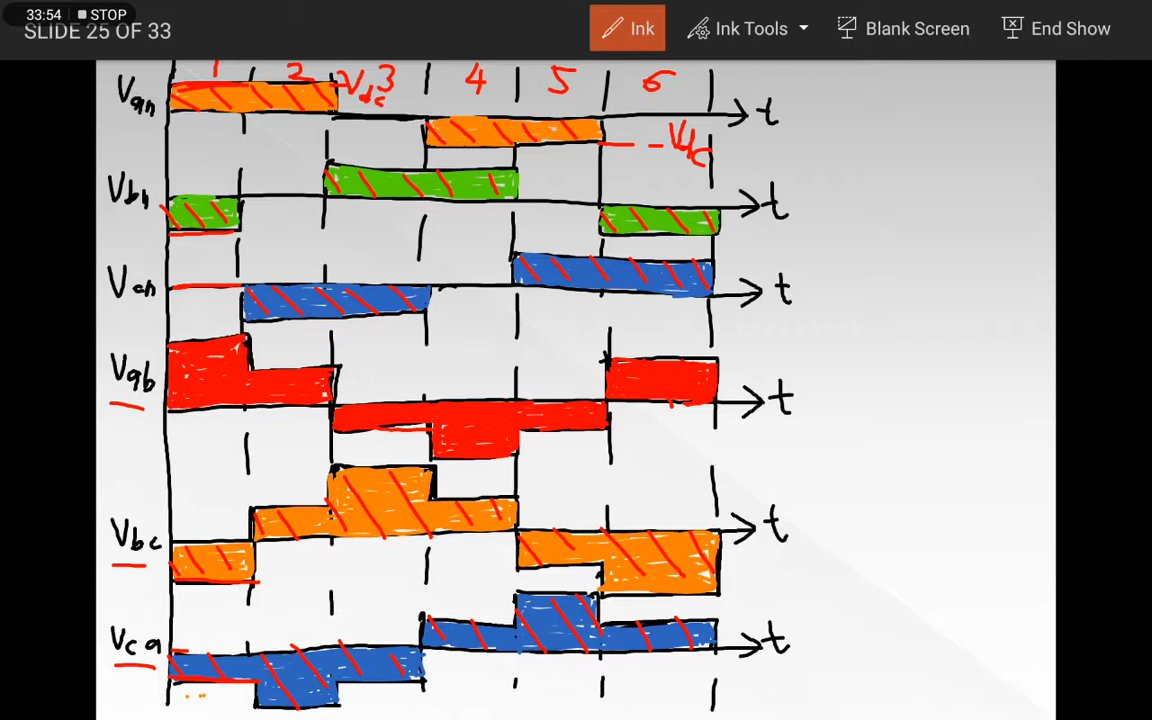 33:54 STOP
SLIDE 25 OF 33
Ink
Ink Tools
Blank Screen
End Show
1 2 3 4 5 6
Van
Vdc
t
-Vdc
Vbn
t
Vcn
t
Vab
t
Vbc
t
Vca
t